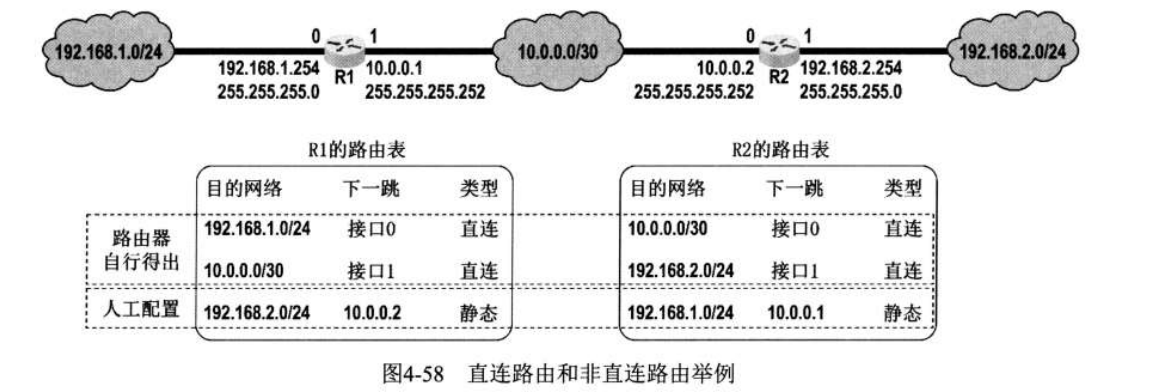 0 1 0 1
192.168.1.0/24 10.0.0.0/30 192.168.2.0/24
192.168.1.254 R1 10.0.0.1 10.0.0.2 R2 192.168.2.254
255.255.255.0 255.255.255.252 255.255.255.252 255.255.255.0
R1的路由表 R2的路由表
目的网络 下一跳 类型 目的网络 下一跳 类型
路由器
自行得出
192.168.1.0/24 接口0 直连 10.0.0.0/30 接口0 直连
10.0.0.0/30 接口1 直连 192.168.2.0/24 接口1 直连
人工配置 192.168.2.0/24 10.0.0.2 静态 192.168.1.0/24 10.0.0.1 静态
图4-58 直连路由和非直连路由举例